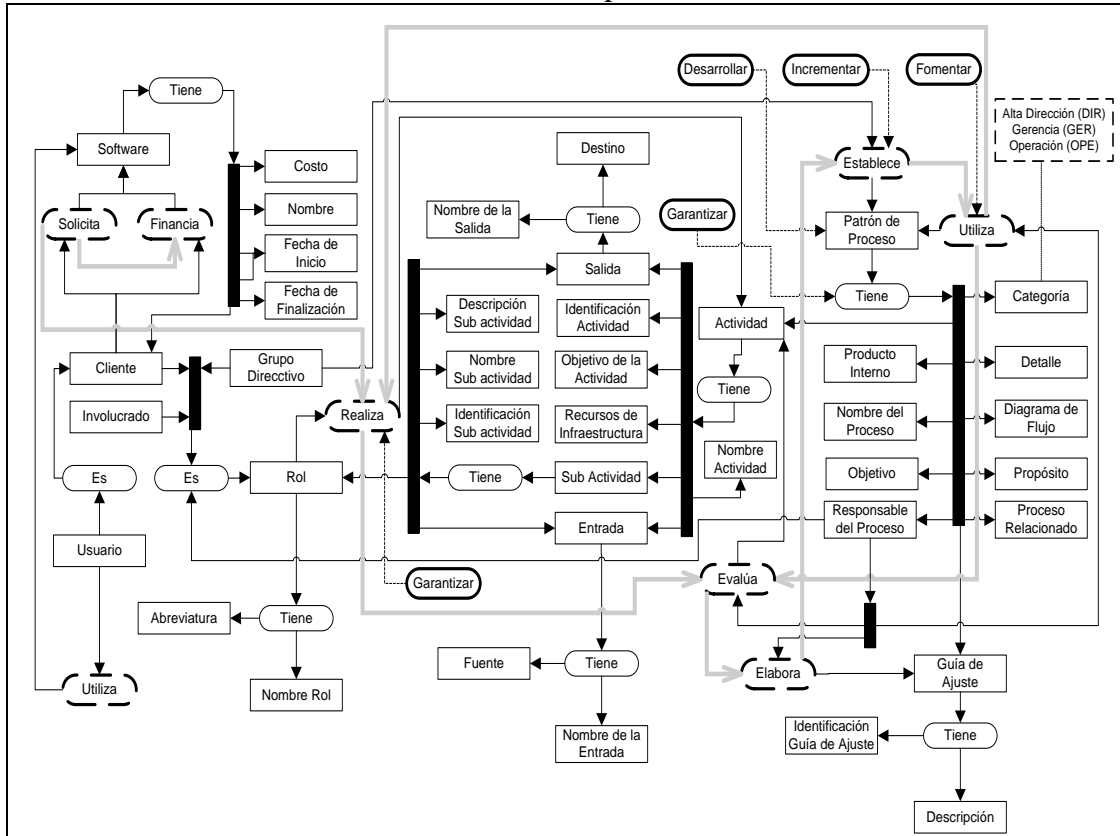 Desarrollar
Incrementar
Fomentar
Tiene
Alta Dirección (DIR)
Gerencia (GER)
Operación (OPE)
Software
Destino
Costo
Establece
Nombre de la
Salida
Tiene
Garantizar
Solicita
Financia
Nombre
Patrón de
Proceso
Utiliza
Fecha de
Inicio
Salida
Fecha de
Finalización
Tiene
Categoría
Descripción
Sub actividad
Identificación
Actividad
Actividad
Cliente
Grupo
Direcctivo
Nombre
Sub actividad
Objetivo de la
Actividad
Producto
Interno
Detalle
Tiene
Involucrado
Realiza
Identificación
Sub actividad
Recursos de
Infraestructura
Nombre del
Proceso
Diagrama de
Flujo
Nombre
Actividad
Es
Es
Rol
Tiene
Sub Actividad
Objetivo
Propósito
Entrada
Responsable
del Proceso
Proceso
Relacionado
Usuario
Garantizar
Evalúa
Abreviatura
Tiene
Fuente
Tiene
Elabora
Guía de
Ajuste
Utiliza
Nombre Rol
Nombre de la
Entrada
Identificación
Guía de Ajuste
Tiene
Descripción